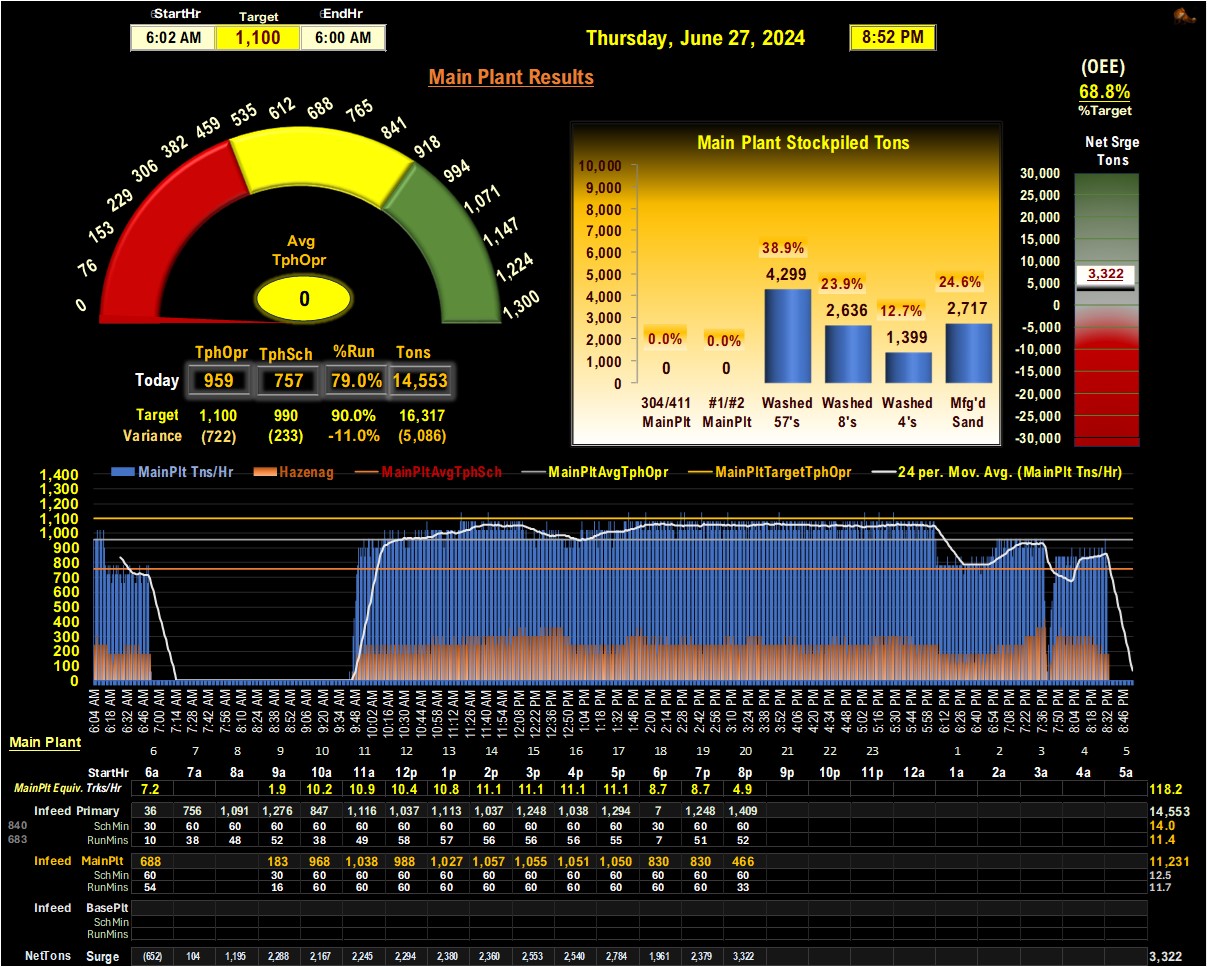 StartHr Target EndHr
6:02 AM 1,100 6:00 AM
Thursday, June 27, 2024 8:52 PM
Main Plant Results
(OEE)
68.8%
%Target
Net Srge
Tons
0 76 153 229 306 382 459 535 612 688 765 841 918 994 1,071 1,147 1,224 1,300
Avg
TphOpr
0
TphOpr TphSch %Run Tons
Today 959 757 79.0% 14,553
Target 1,100 990 90.0% 16,317
Variance (722) (233) -11.0% (5,086)
Main Plant Stockpiled Tons
10,000
9,000
8,000
7,000
6,000
5,000
4,000
3,000
2,000
1,000
0
0.0% 0.0% 38.9% 23.9% 12.7% 24.6%
0 0 4,299 2,636 1,399 2,717
304/411 #1/#2 Washed Washed Washed Mfg'd
MainPlt MainPlt 57's 8's 4's Sand
30,000
25,000
20,000
15,000
10,000
5,000
0
-5,000
-10,000
-15,000
-20,000
-25,000
-30,000
3,322
MainPlt Tns/Hr Hazenag MainPltAvgTphSch MainPltAvgTphOpr MainPltTargetTphOpr 24 per. Mov. Avg. (MainPlt Tns/Hr)
1,400
1,300
1,200
1,100
1,000
900
800
700
600
500
400
300
200
100
0
6:04 AM 6:18 AM 6:32 AM 6:46 AM 7:00 AM 7:14 AM 7:28 AM 7:42 AM 7:56 AM 8:10 AM 8:24 AM 8:38 AM 8:52 AM 9:06 AM 9:20 AM 9:34 AM 9:48 AM 10:02 AM 10:16 AM 10:30 AM 10:44 AM 10:58 AM 11:12 AM 11:26 AM 11:40 AM 11:54 AM 12:08 PM 12:22 PM 12:36 PM 12:50 PM 1:04 PM 1:18 PM 1:32 PM 1:46 PM 2:00 PM 2:14 PM 2:28 PM 2:42 PM 2:56 PM 3:10 PM 3:24 PM 3:38 PM 3:52 PM 4:06 PM 4:20 PM 4:34 PM 4:48 PM 5:02 PM 5:16 PM 5:30 PM 5:44 PM 5:58 PM 6:12 PM 6:26 PM 6:40 PM 6:54 PM 7:08 PM 7:22 PM 7:36 PM 7:50 PM 8:04 PM 8:18 PM 8:32 PM 8:46 PM
Main Plant
6 7 8 9 10 11 12 13 14 15 16 17 18 19 20 21 22 23 1 2 3 4 5
StartHr 6a 7a 8a 9a 10a 11a 12p 1p 2p 3p 4p 5p 6p 7p 8p 9p 10p 11p 12a 1a 2a 3a 4a 5a
MainPlt Equiv. Trks/Hr 7.2 1.9 10.2 10.9 10.4 10.8 11.1 11.1 11.1 11.1 8.7 8.7 4.9 118.2
Infeed Primary 36 756 1,091 1,276 847 1,116 1,037 1,113 1,037 1,248 1,038 1,294 7 1,248 1,409 14,553
840 SchMin 30 60 60 60 60 60 60 60 60 60 60 60 30 60 60 14.0
683 RunMins 10 38 48 52 38 49 58 57 56 56 56 55 7 51 52 11.4
Infeed MainPlt 688 183 968 1,038 988 1,027 1,057 1,055 1,051 1,050 830 830 466 11,231
SchMin 60 30 60 60 60 60 60 60 60 60 60 60 60 12.5
RunMins 54 16 60 60 60 60 60 60 60 60 60 60 33 11.7
Infeed BasePlt
SchMin
RunMins
NetTons Surge (652) 104 1,195 2,288 2,167 2,245 2,294 2,380 2,360 2,553 2,540 2,784 1,961 2,379 3,322 3,322